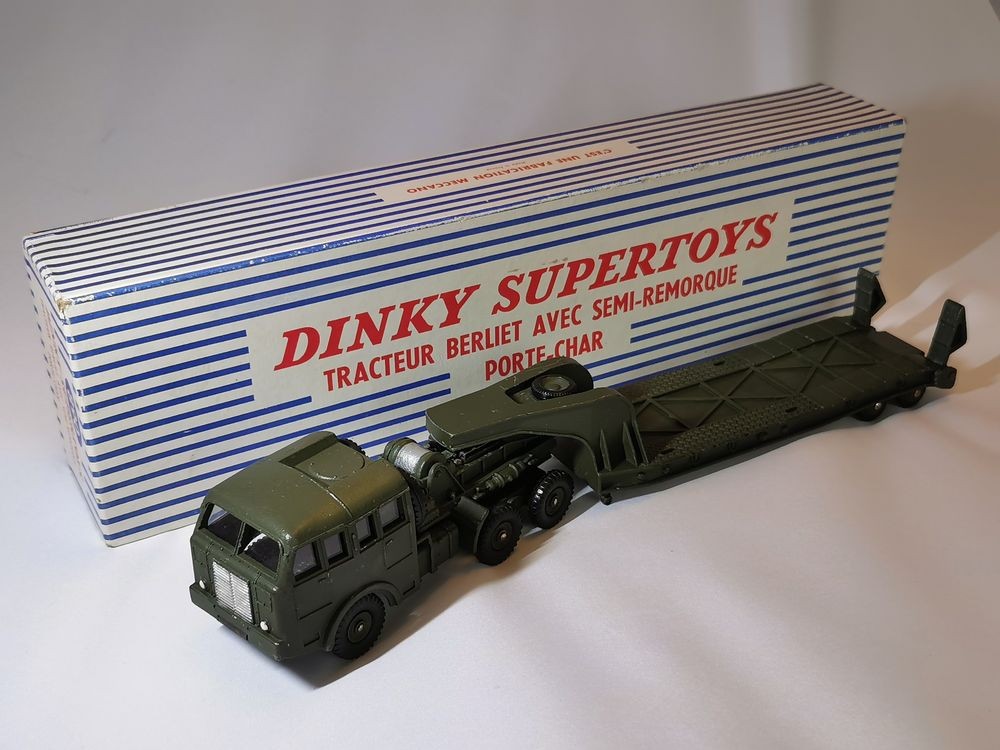 C'EST UNE FABRICATION MECCANO
DINKY SUPERTOYS
TRACTEUR BERLIET AVEC SEMI-REMORQUE
PORTE-CHAR